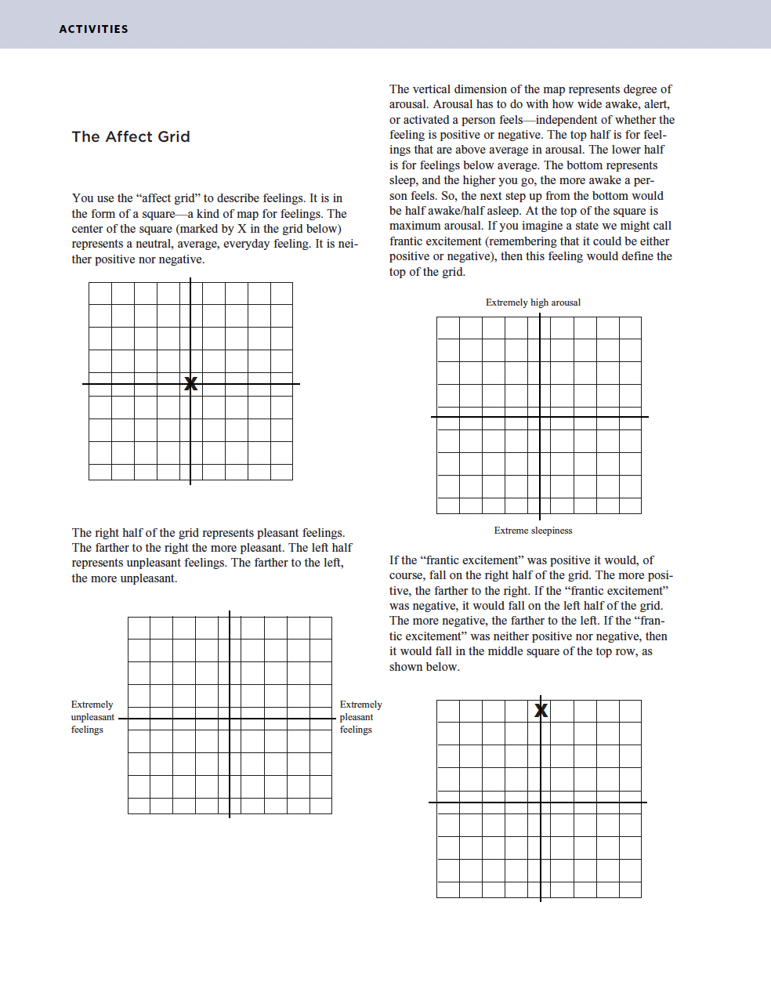 ACTIVITIES
The Affect Grid
You use the “affect grid” to describe feelings. It is in
the form of a square—a kind of map for feelings. The
center of the square (marked by X in the grid below)
represents a neutral, average, everyday feeling. It is nei-
ther positive nor negative.
X
The right half of the grid represents pleasant feelings.
The farther to the right the more pleasant. The left half
represents unpleasant feelings. The farther to the left,
the more unpleasant.
Extremely
unpleasant
feelings
Extremely
pleasant
feelings
The vertical dimension of the map represents degree of
arousal. Arousal has to do with how wide awake, alert,
or activated a person feels—independent of whether the
feeling is positive or negative. The top half is for feel-
ings that are above average in arousal. The lower half
is for feelings below average. The bottom represents
sleep, and the higher you go, the more awake a per-
son feels. So, the next step up from the bottom would
be half awake/half asleep. At the top of the square is
maximum arousal. If you imagine a state we might call
frantic excitement (remembering that it could be either
positive or negative), then this feeling would define the
top of the grid.
Extremely high arousal
Extreme sleepiness
If the “frantic excitement” was positive it would, of
course, fall on the right half of the grid. The more posi-
tive, the farther to the right. If the “frantic excitement”
was negative, it would fall on the left half of the grid.
The more negative, the farther to the left. If the “fran-
tic excitement” was neither positive nor negative, then
it would fall in the middle square of the top row, as
shown below.
X